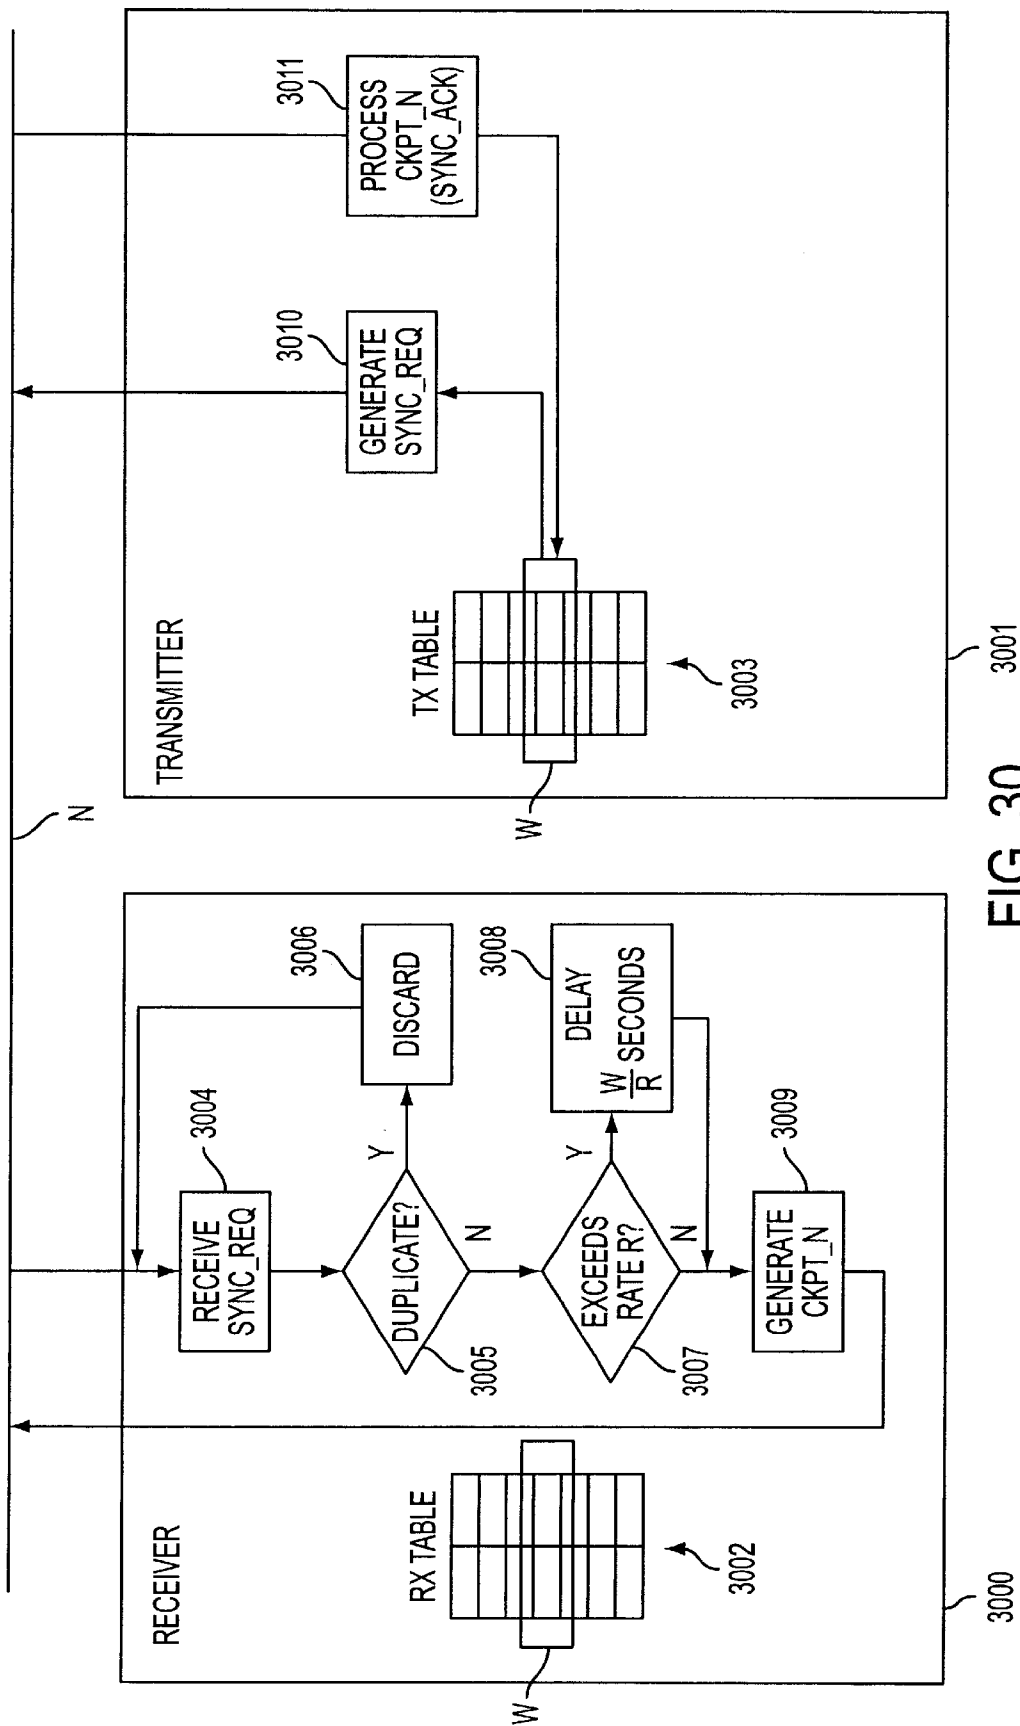 N
RECEIVER
3000
RX TABLE
W
3002
RECEIVE
SYNC_REQ
3004
DUPLICATE?
3005
Y
N
DISCARD
3006
EXCEEDS
RATE R?
3007
Y
N
DELAY
W
R
SECONDS
3008
GENERATE
CKPT_N
3009
TRANSMITTER
3001
TX TABLE
W
3003
GENERATE
SYNC_REQ
3010
PROCESS
CKPT_N
(SYNC_ACK)
3011
FIG. 30